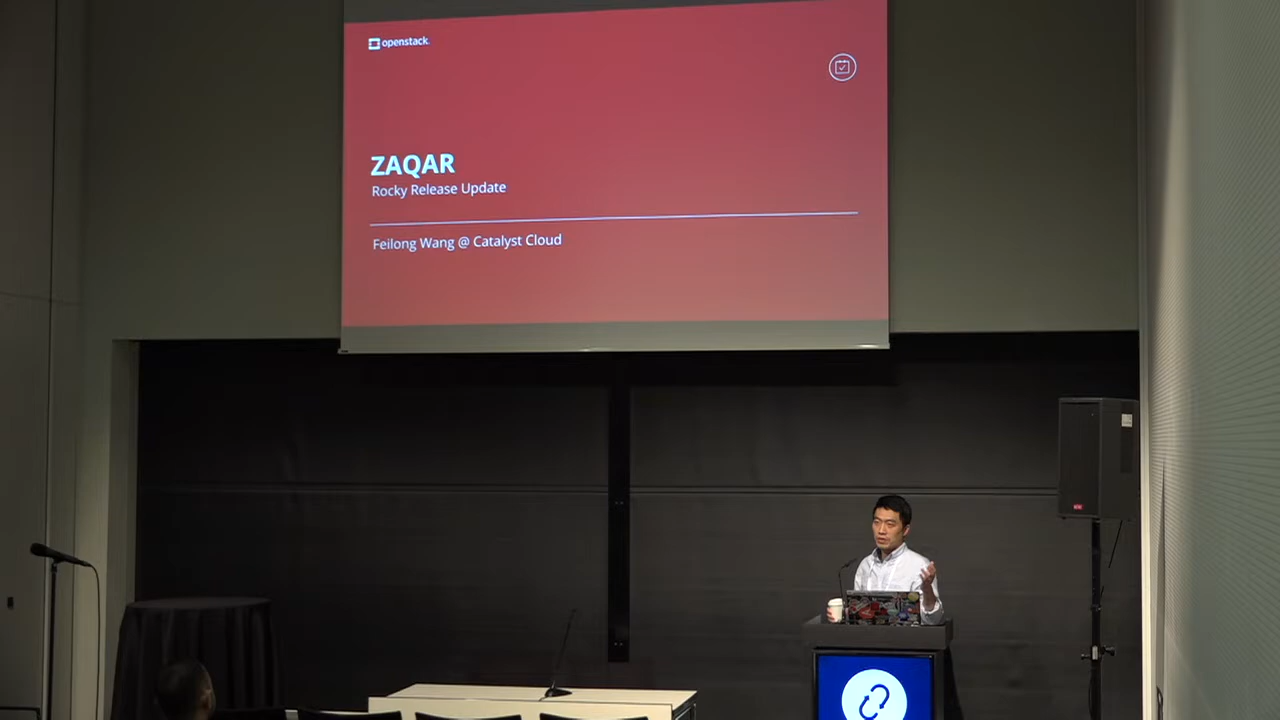 openstack.
ZAQAR
Rocky Release Update
Feilong Wang @ Catalyst Cloud